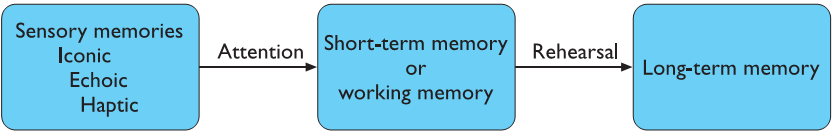 Sensory memories
Iconic
Echoic
Haptic
Attention
Short-term memory
or
working memory
Rehearsal
Long-term memory